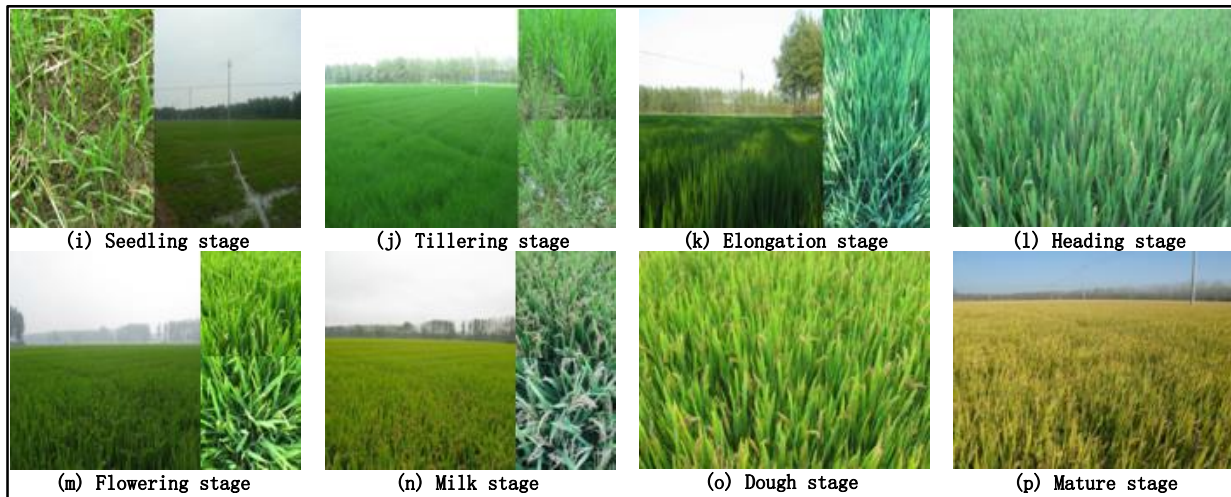 (i) Seedling stage
(j) Tillering stage
(k) Elongation stage
(l) Heading stage
(m) Flowering stage
(n) Milk stage
(o) Dough stage
(p) Mature stage